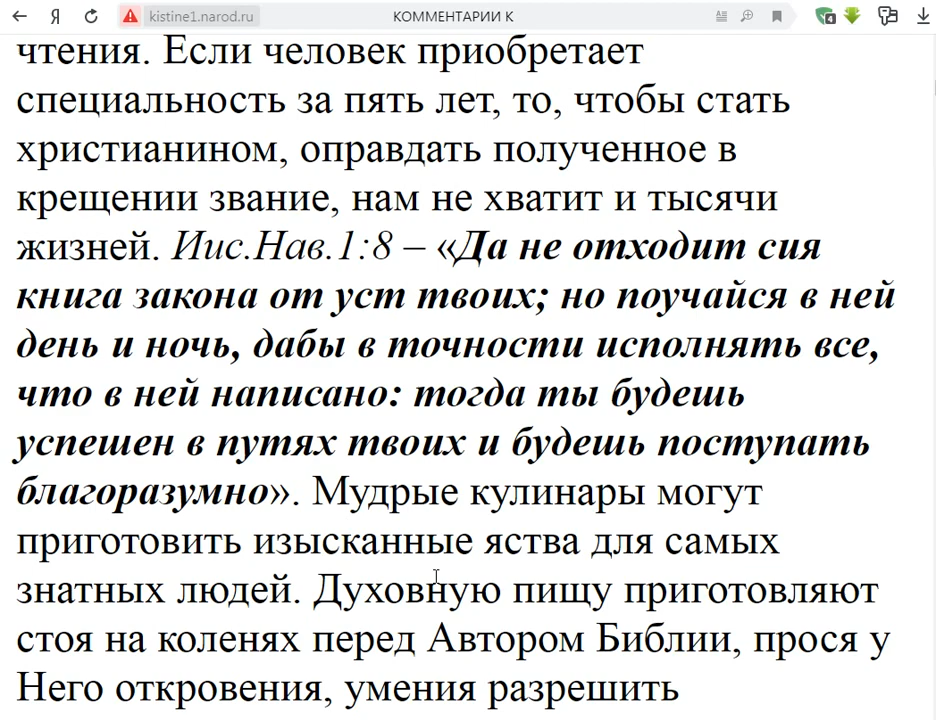 Я
kistine1.narod.ru
КОММЕНТАРИИ К
4
чтения. Если человек приобретает
специальность за пять лет, то, чтобы стать
христианином, оправдать полученное в
крещении звание, нам не хватит и тысячи
жизней. Иис.Нав.1:8 – «Да не отходит сия
книга закона от уст твоих; но поучайся в ней
день и ночь, дабы в точности исполнять все,
что в ней написано: тогда ты будешь
успешен в путях твоих и будешь поступать
благоразумно». Мудрые кулинары могут
приготовить изысканные яства для самых
знатных людей. Духовную пищу приготовляют
стоя на коленях перед Автором Библии, прося у
Него откровения, умения разрешить